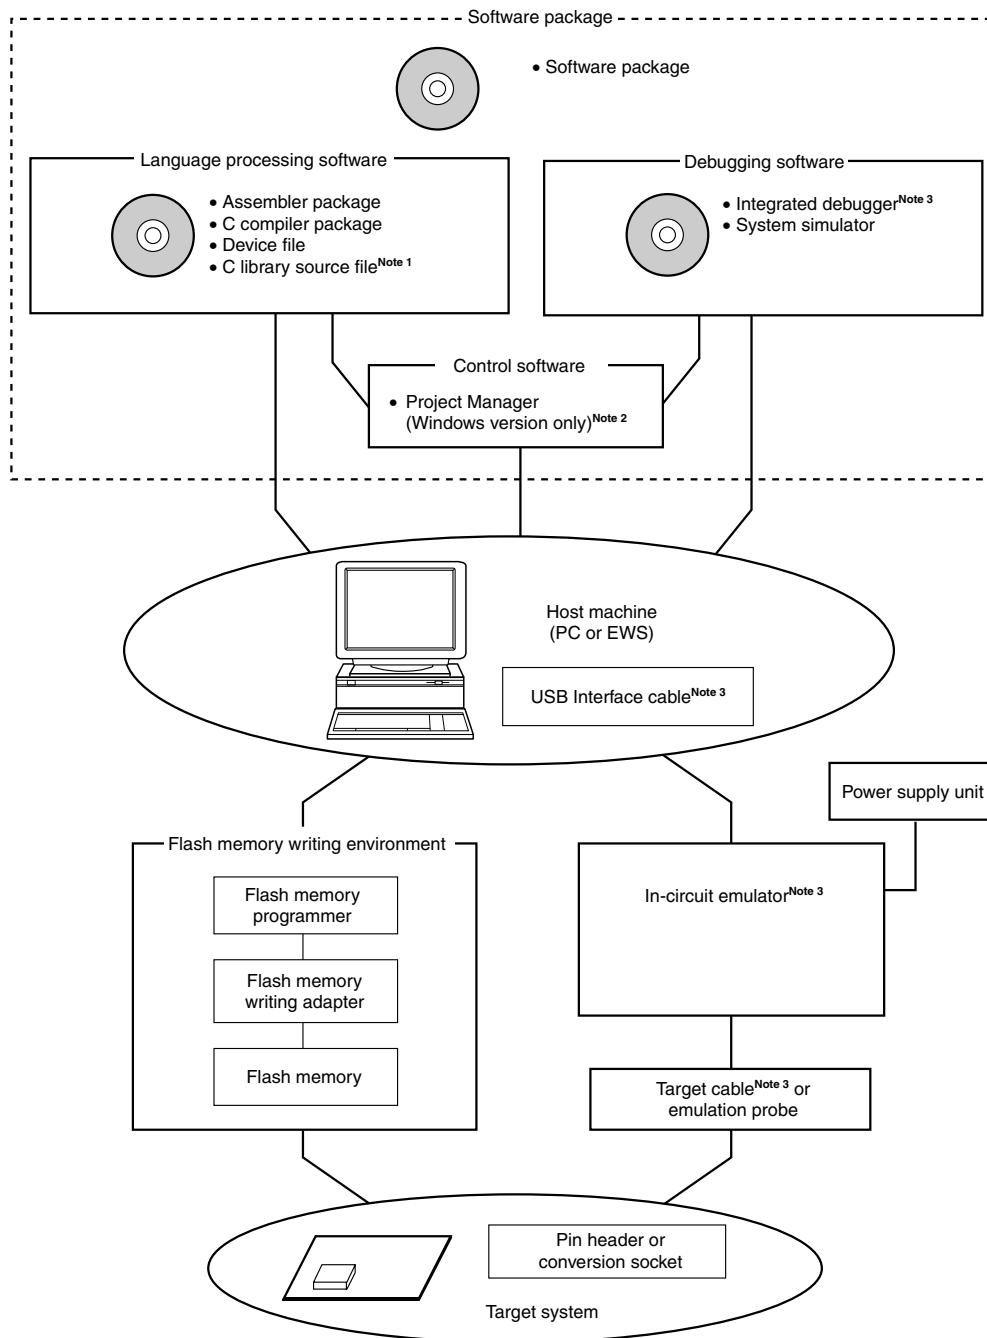 Software package
• Software package
Language processing software
• Assembler package
• C compiler package
• Device file
• C library source fileNote 1
Debugging software
• Integrated debuggerNote 3
• System simulator
Control software
• Project Manager
(Windows version only)Note 2
Host machine
(PC or EWS)
USB Interface cableNote 3
Power supply unit
Flash memory writing environment
Flash memory
programmer
Flash memory
writing adapter
Flash memory
In-circuit emulatorNote 3
Target cableNote 3 or
emulation probe
Pin header or
conversion socket
Target system